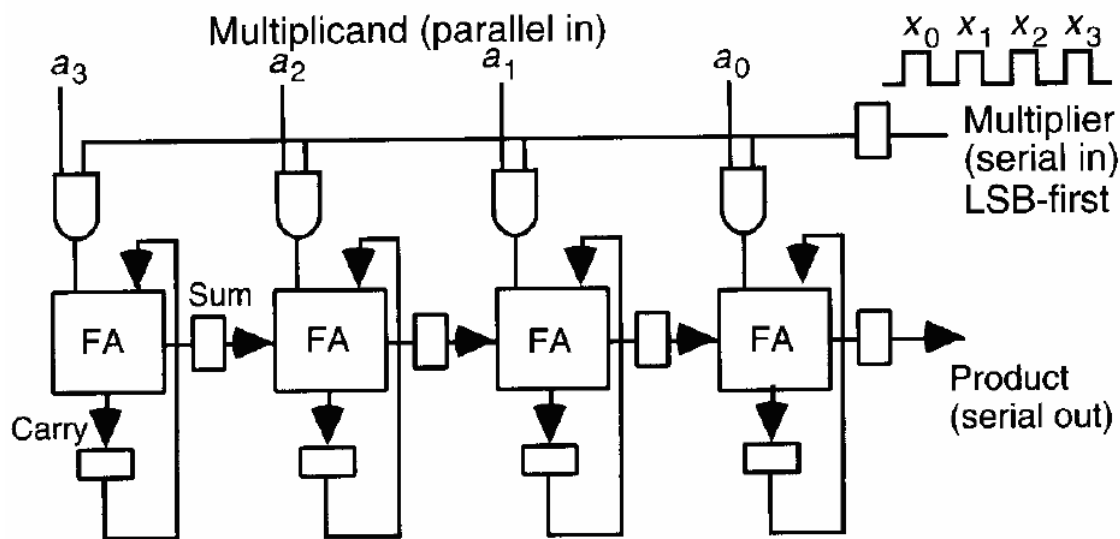 Multiplicand (parallel in)
x₀ x₁ x₂ x₃
a₃ a₂ a₁ a₀
Multiplier
(serial in)
LSB-first
Sum
FA FA FA FA
Carry
Product
(serial out)